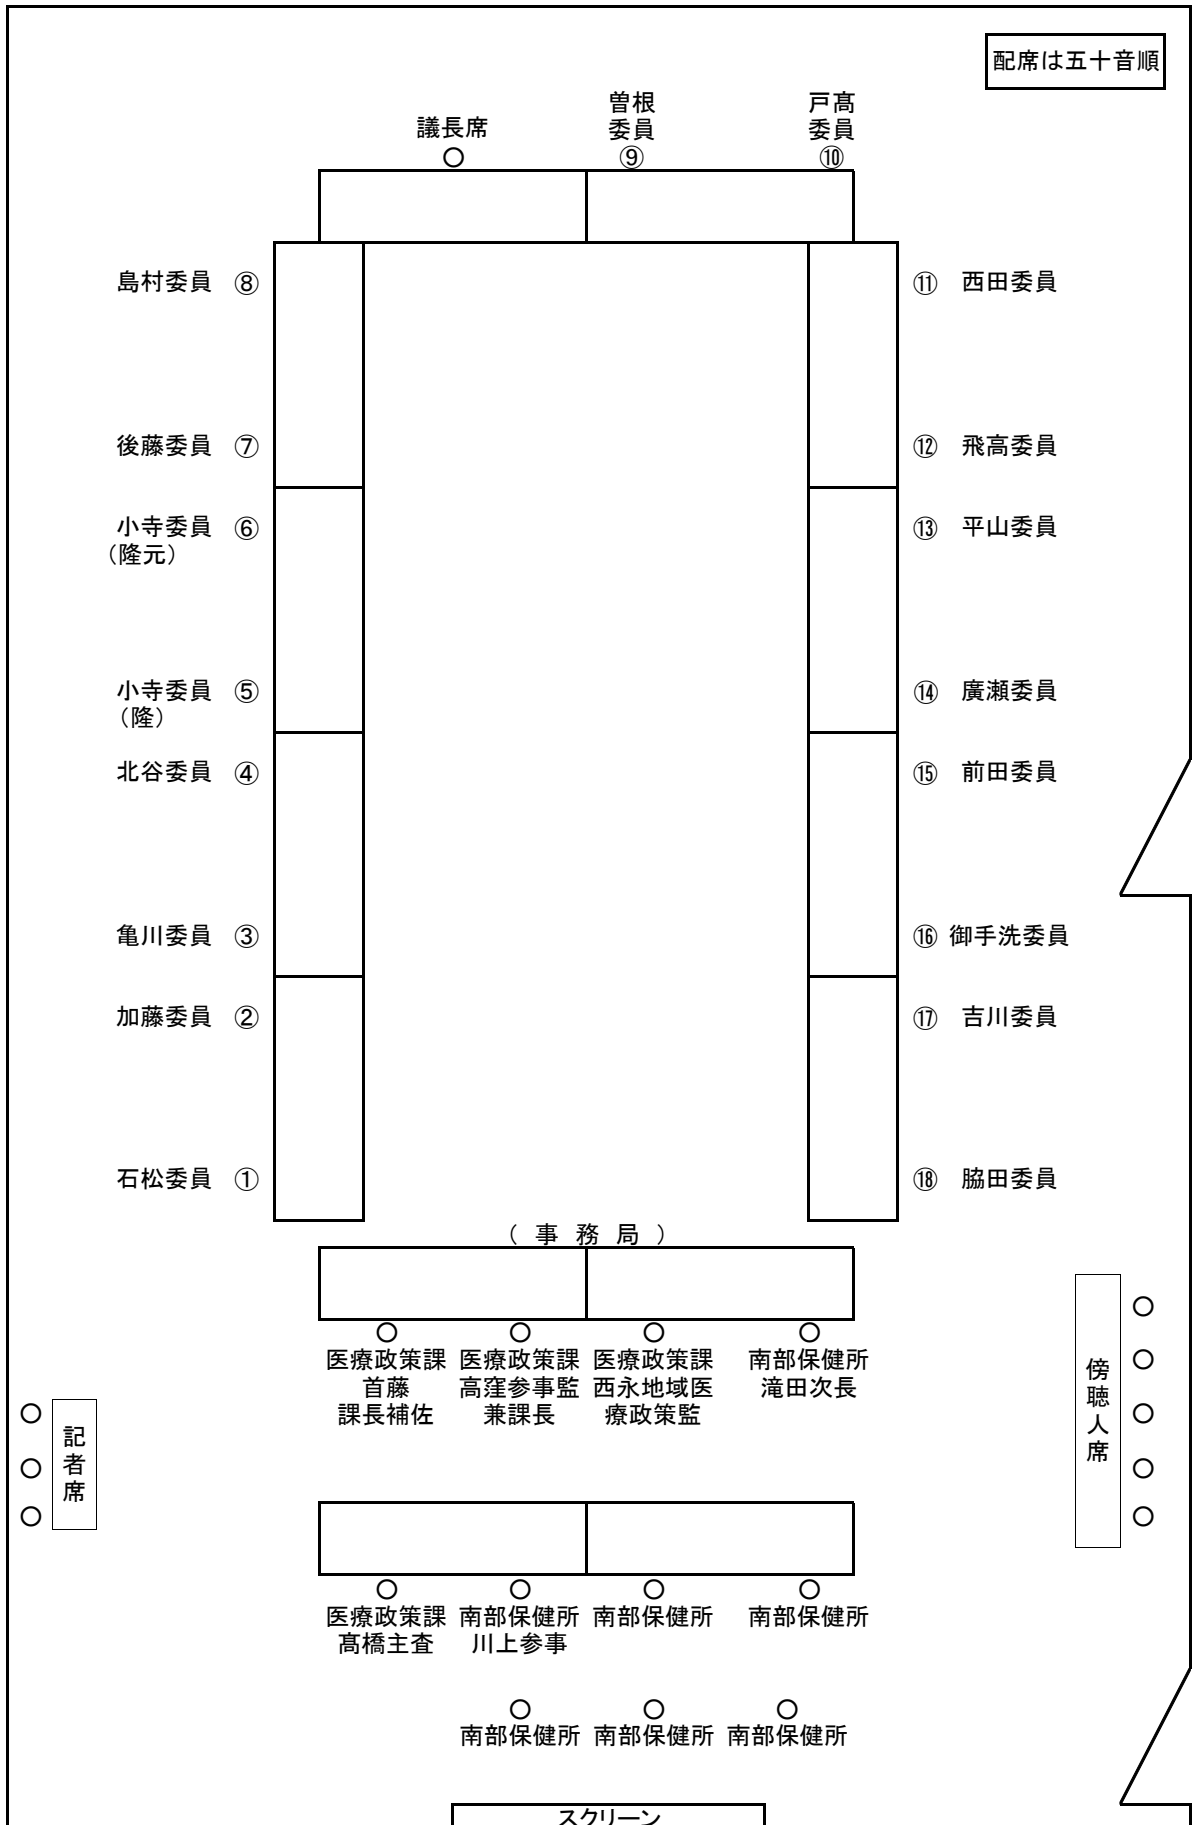 配席は五十音順
議長席
○
曽根
委員
⑨
戸髙
委員
⑩
島村委員 ⑧
⑪ 西田委員
後藤委員 ⑦
⑫ 飛高委員
小寺委員 ⑥
（隆元）
⑬ 平山委員
小寺委員 ⑤
（隆）
⑭ 廣瀬委員
北谷委員 ④
⑮ 前田委員
亀川委員 ③
⑯ 御手洗委員
加藤委員 ②
⑰ 吉川委員
石松委員 ①
⑱ 脇田委員
（ 事 務 局 ）
○ ○ ○ ○
医療政策課
首藤
課長補佐
医療政策課
高窪参事監
兼課長
医療政策課
西永地域医
療政策監
南部保健所
滝田次長
記者席
○
○
○
傍聴人席
○
○
○
○
○
○ ○ ○ ○
医療政策課
髙橋主査
南部保健所
川上参事
南部保健所
南部保健所
○ ○ ○
南部保健所 南部保健所 南部保健所
スクリーン